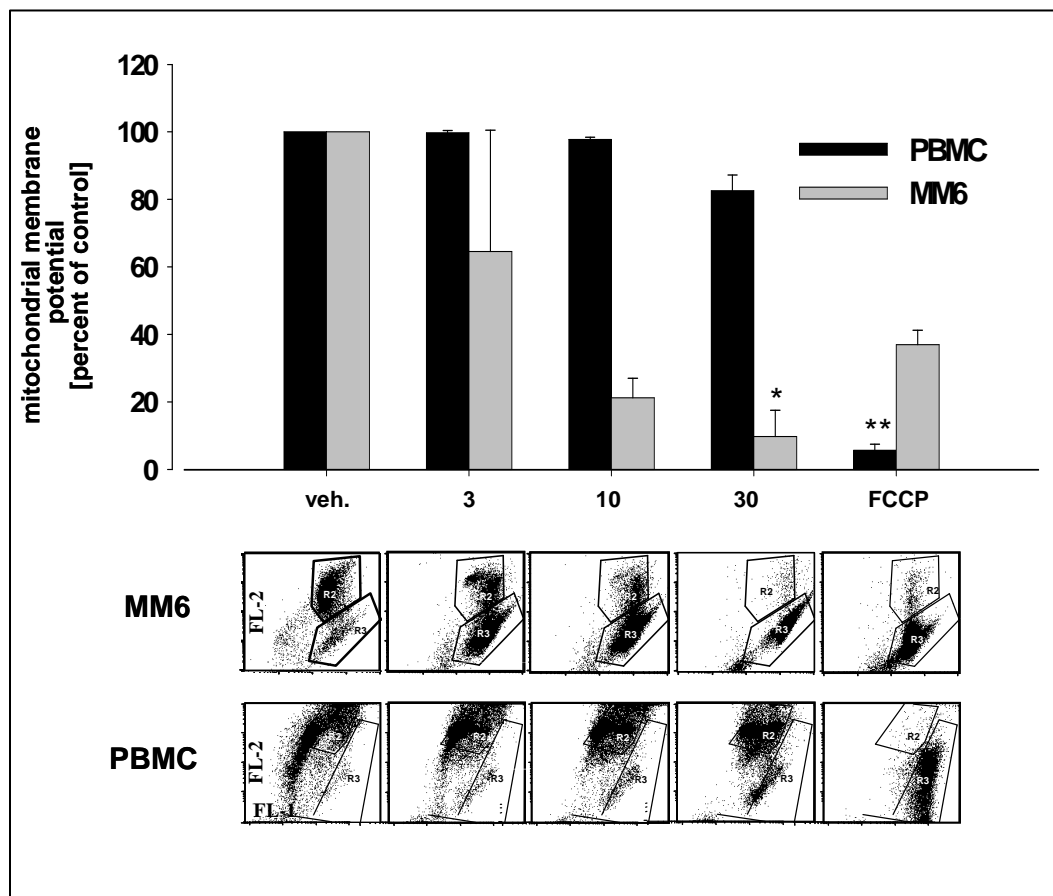 120
100
80
60
40
20
0
mitochondrial membrane
potential
[percent of control]
PBMC
MM6
*
**
veh. 3 10 30 FCCP
MM6
FL-2
R2
R3
R2
R3
R2
R3
R2
R3
R2
R3
PBMC
FL-2
FL-1
R3
R2
R3
R2
R3
R2
R3
R2
R3